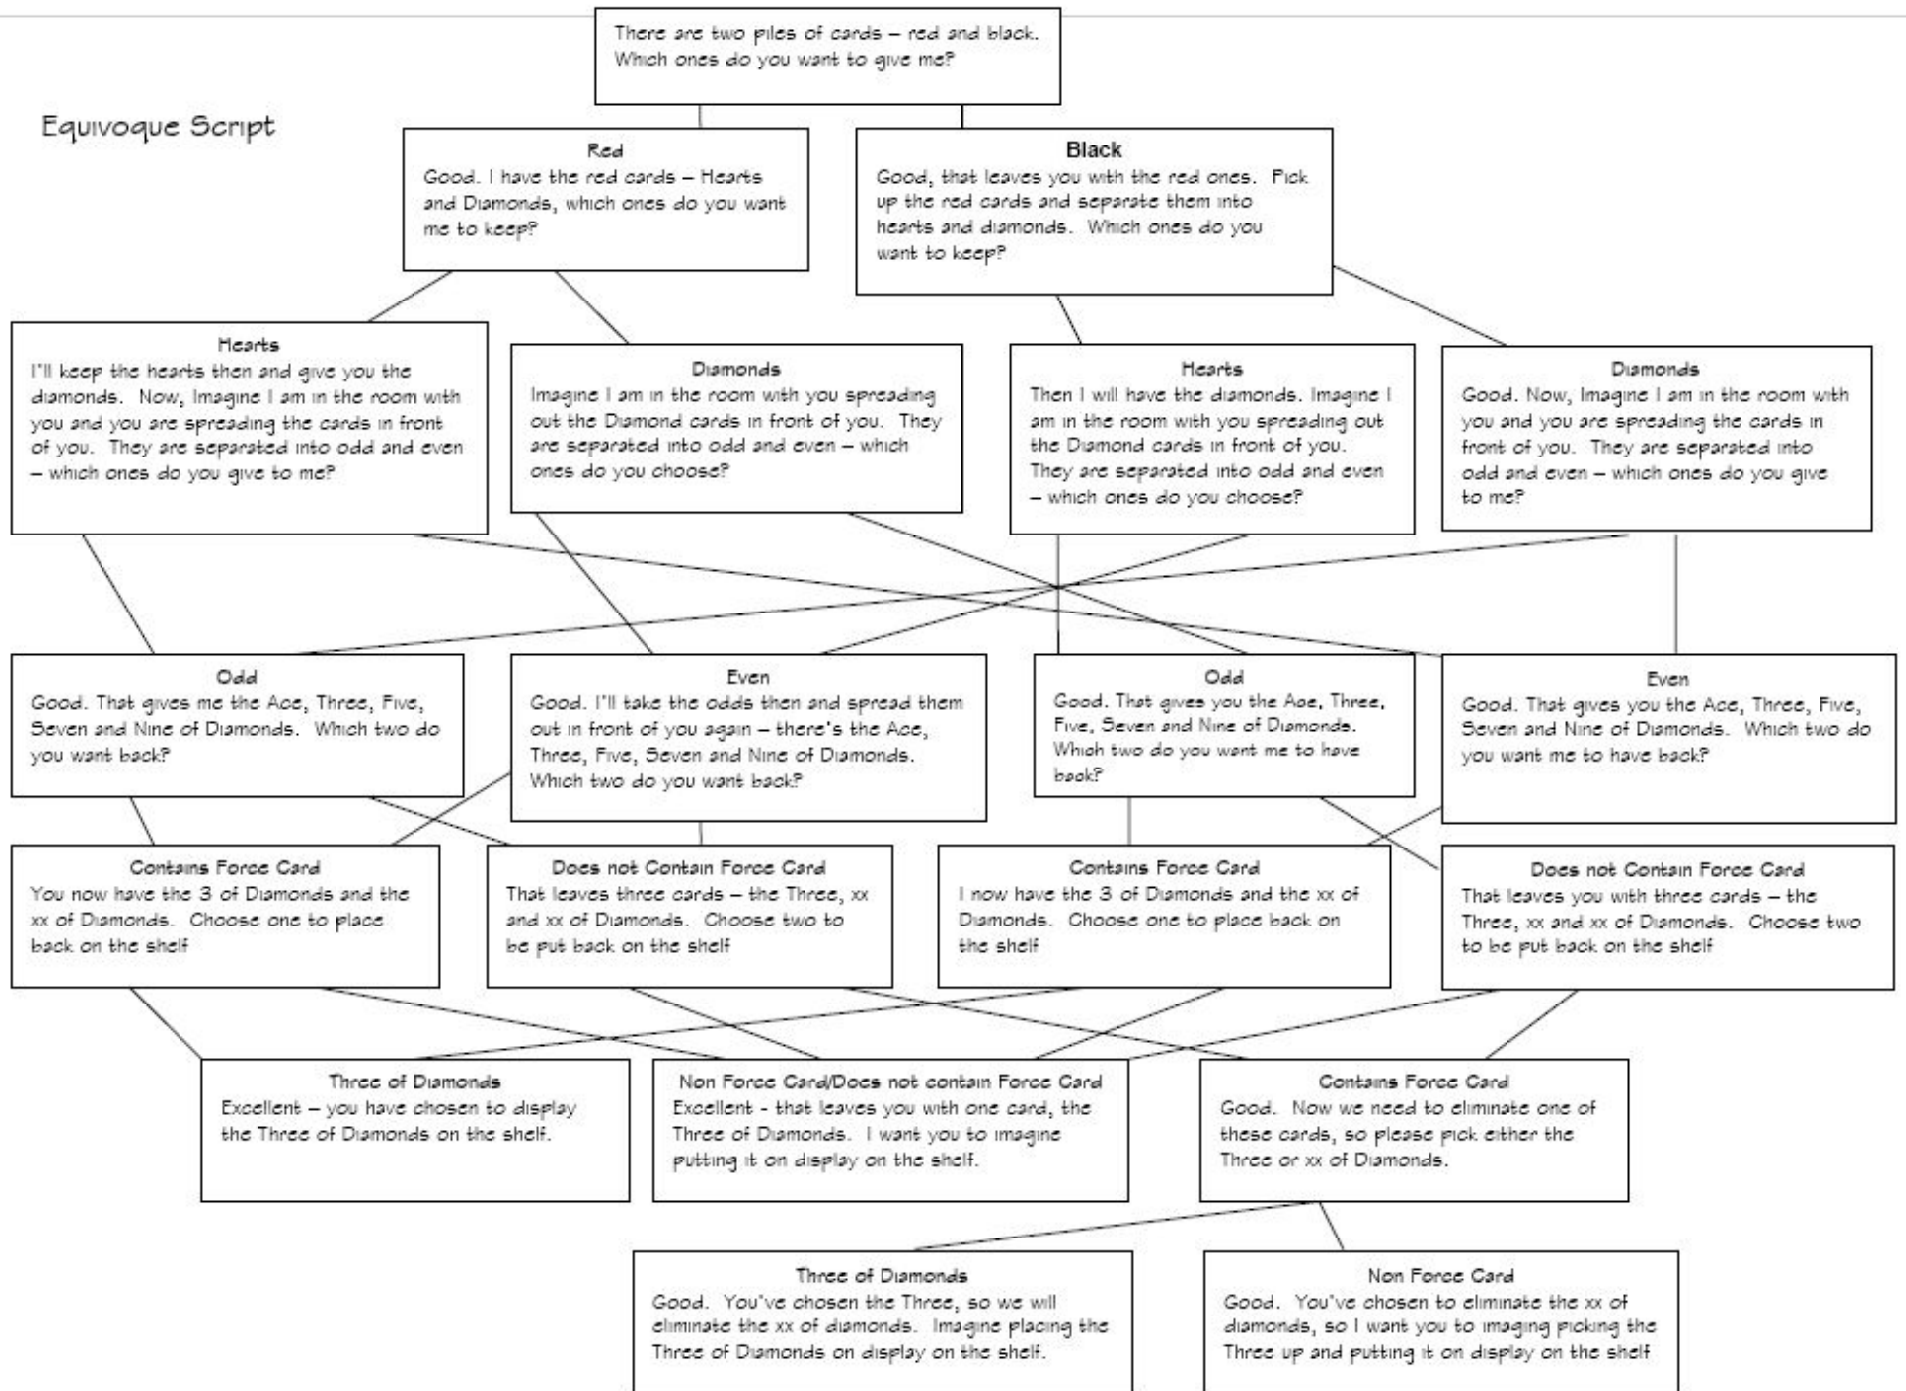 There are two piles of cards – red and black.
Which ones do you want to give me?
Equivoque Script
Red
Good. I have the red cards – Hearts
and Diamonds, which ones do you want
me to keep?
Black
Good, that leaves you with the red ones. Pick
up the red cards and separate them into
hearts and diamonds. Which ones do you
want to keep?
Hearts
I'll keep the hearts then and give you the
diamonds. Now, Imagine I am in the room with
you and you are spreading the cards in front
of you. They are separated into odd and even
– which ones do you give to me?
Diamonds
Imagine I am in the room with you spreading
out the Diamond cards in front of you. They
are separated into odd and even – which
ones do you choose?
Hearts
Then I will have the diamonds. Imagine I
am in the room with you spreading out
the Diamond cards in front of you.
They are separated into odd and even
– which ones do you choose?
Diamonds
Good. Now, Imagine I am in the room with
you and you are spreading the cards in
front of you. They are separated into
odd and even – which ones do you give
to me?
Odd
Good. That gives me the Ace, Three, Five,
Seven and Nine of Diamonds. Which two do
you want back?
Even
Good. I'll take the odds then and spread them
out in front of you again – there's the Ace,
Three, Five, Seven and Nine of Diamonds.
Which two do you want back?
Odd
Good. That gives you the Ace, Three,
Five, Seven and Nine of Diamonds.
Which two do you want me to have
back?
Even
Good. That gives you the Ace, Three, Five,
Seven and Nine of Diamonds. Which two do
you want me to have back?
Contains Force Card
You now have the 3 of Diamonds and the
xx of Diamonds. Choose one to place
back on the shelf
Does not Contain Force Card
That leaves three cards – the Three, xx
and xx of Diamonds. Choose two to
be put back on the shelf
Contains Force Card
I now have the 3 of Diamonds and the xx of
Diamonds. Choose one to place back on
the shelf
Does not Contain Force Card
That leaves you with three cards – the
Three, xx and xx of Diamonds. Choose two
to be put back on the shelf
Three of Diamonds
Excellent – you have chosen to display
the Three of Diamonds on the shelf.
Non Force Card/Does not contain Force Card
Excellent - that leaves you with one card, the
Three of Diamonds. I want you to imagine
putting it on display on the shelf.
Contains Force Card
Good. Now we need to eliminate one of
these cards, so please pick either the
Three or xx of Diamonds.
Three of Diamonds
Good. You've chosen the Three, so we will
eliminate the xx of diamonds. Imagine placing the
Three of Diamonds on display on the shelf.
Non Force Card
Good. You've chosen to eliminate the xx of
diamonds, so I want you to imaging picking the
Three up and putting it on display on the shelf